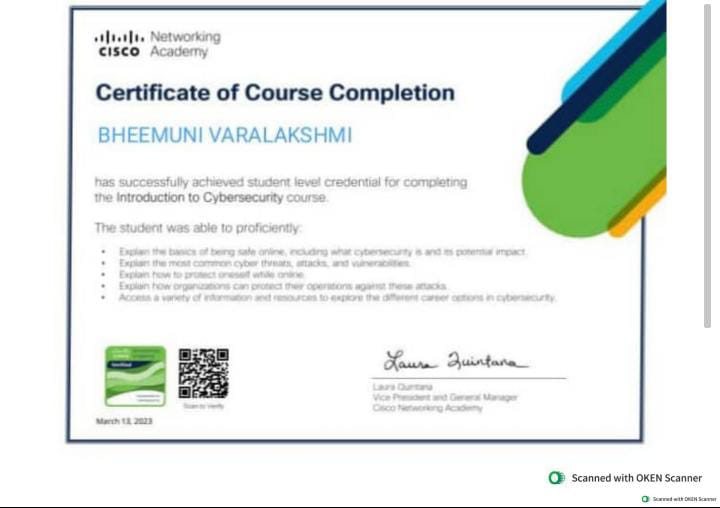 Networking
CISCO Academy
Certificate of Course Completion
BHEEMUNI VARALAKSHMI
has successfully achieved student level credential for completing
the Introduction to Cybersecurity course.
The student was able to proficiently:
• Explain the basics of being safe online, including what cybersecurity is and its potential impact.
• Explain the most common cyber threats, attacks, and vulnerabilities.
• Explain how to protect oneself while online.
• Explain how organizations can protect their operations against these attacks.
• Access a variety of information and resources to explore the different career options in cybersecurity.
Laura Quintana
Laura Quintana
Vice President and General Manager
Cisco Networking Academy
Scan to Verify
March 13, 2023
Scanned with OKEN Scanner
Scanned with OKEN Scanner